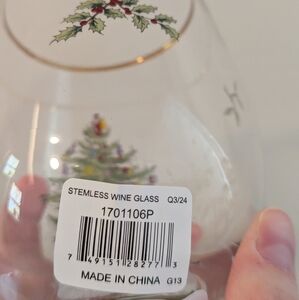 STEMLESS WINE GLASS Q3/24
1701106P
7 49151 28277 3
MADE IN CHINA G13